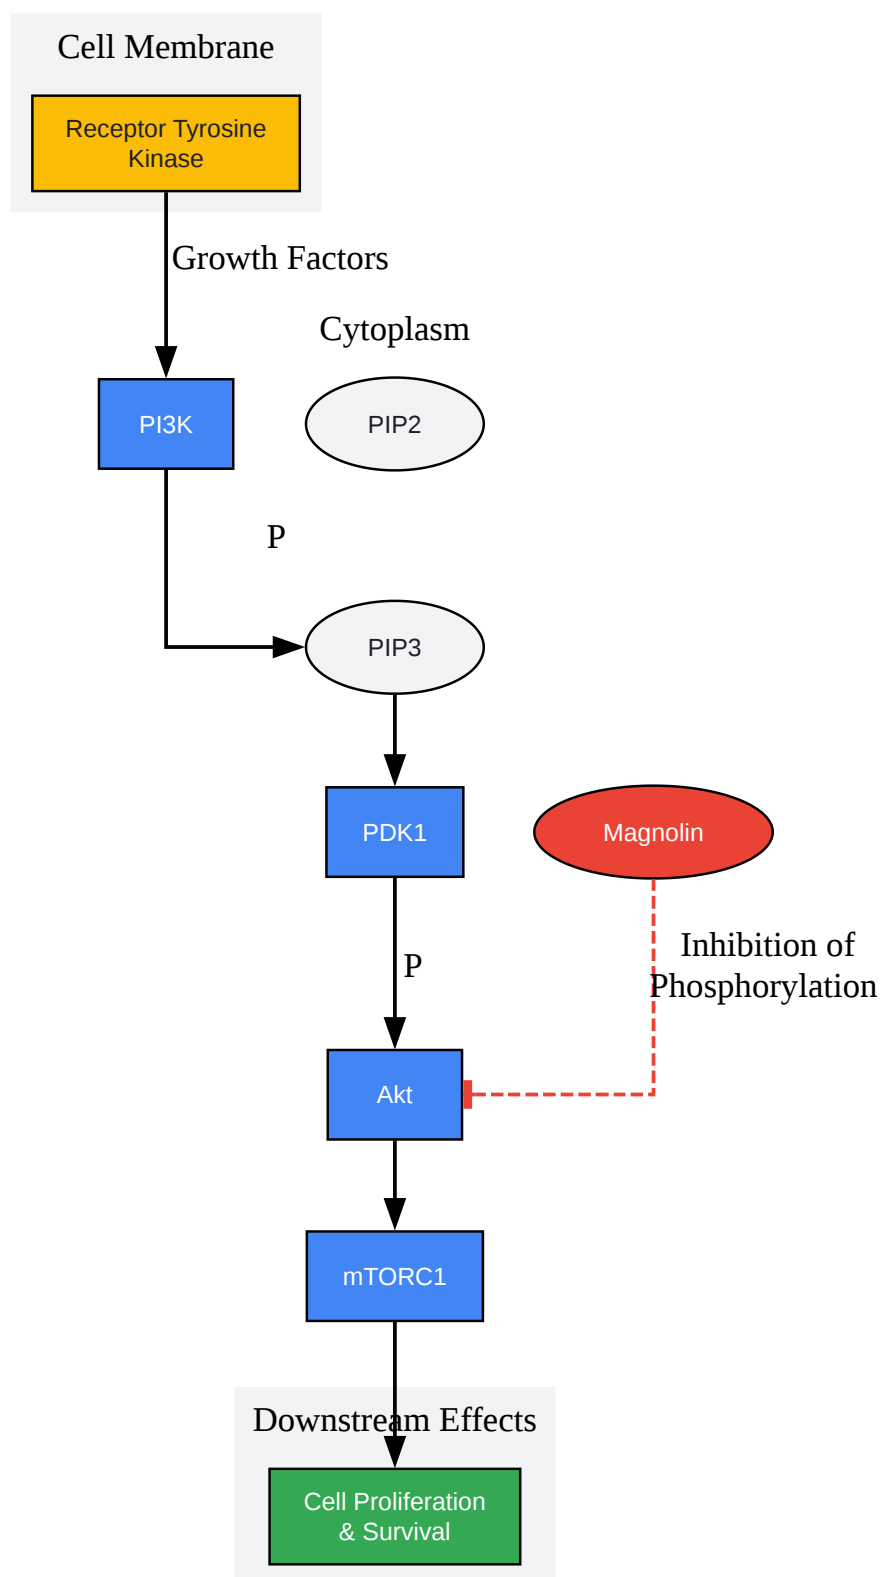 Cell Membrane
Receptor Tyrosine
Kinase
Growth Factors
Cytoplasm
PI3K
PIP2
P
PIP3
PDK1
Magnolin
Inhibition of
Phosphorylation
P
Akt
mTORC1
Downstream Effects
Cell Proliferation
& Survival